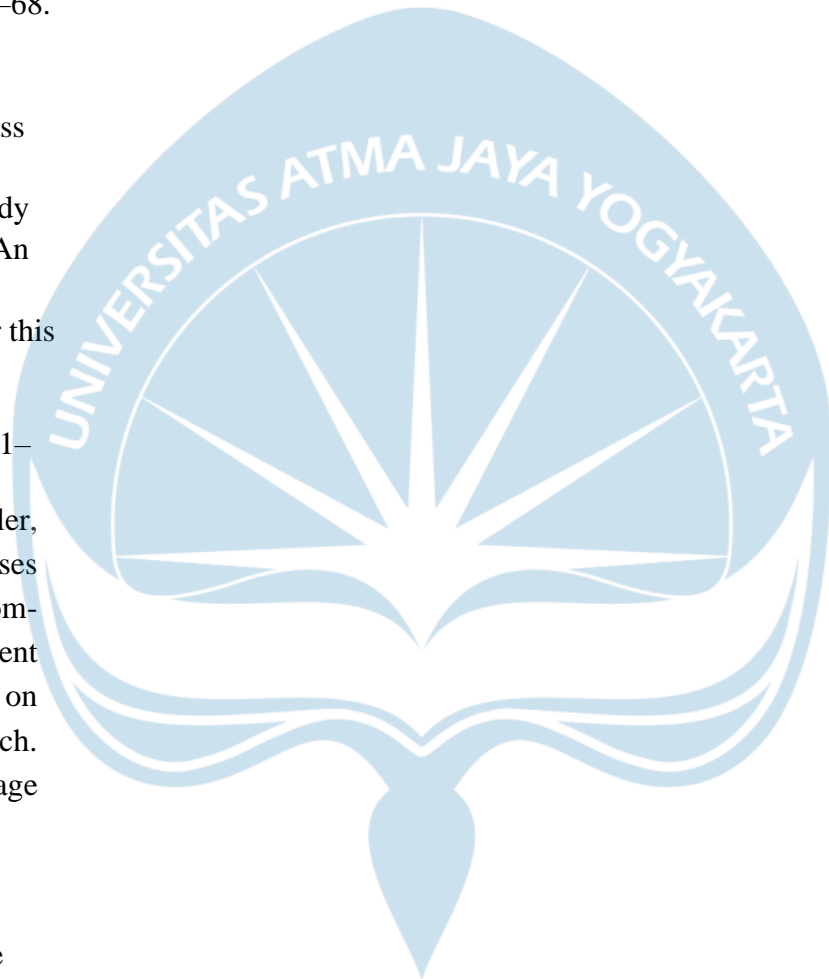 –68.
ss
UNIVERSITAS ATMA JAYA YOGYAKARTA
dy
An
this
1–
ler,
ses
om-
ent
on
ch.
age
e